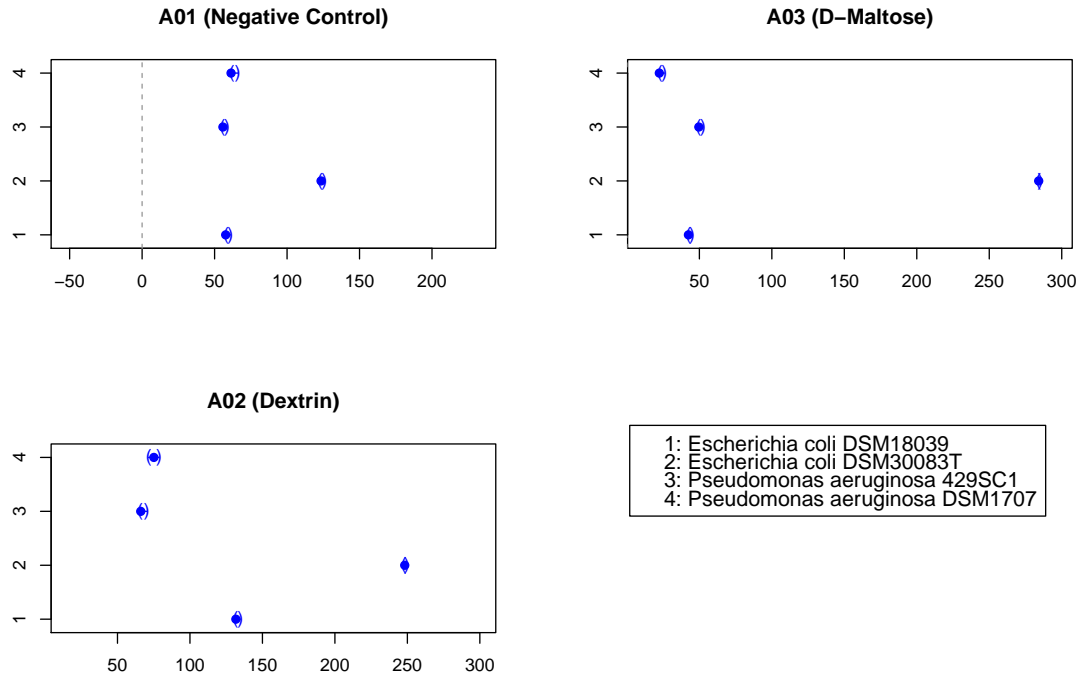 A01 (Negative Control)
4
3
2
1
−50 0 50 100 150 200
A03 (D−Maltose)
4
3
2
1
50 100 150 200 250 300
A02 (Dextrin)
4
3
2
1
50 100 150 200 250 300
1: Escherichia coli DSM18039
2: Escherichia coli DSM30083T
3: Pseudomonas aeruginosa 429SC1
4: Pseudomonas aeruginosa DSM1707